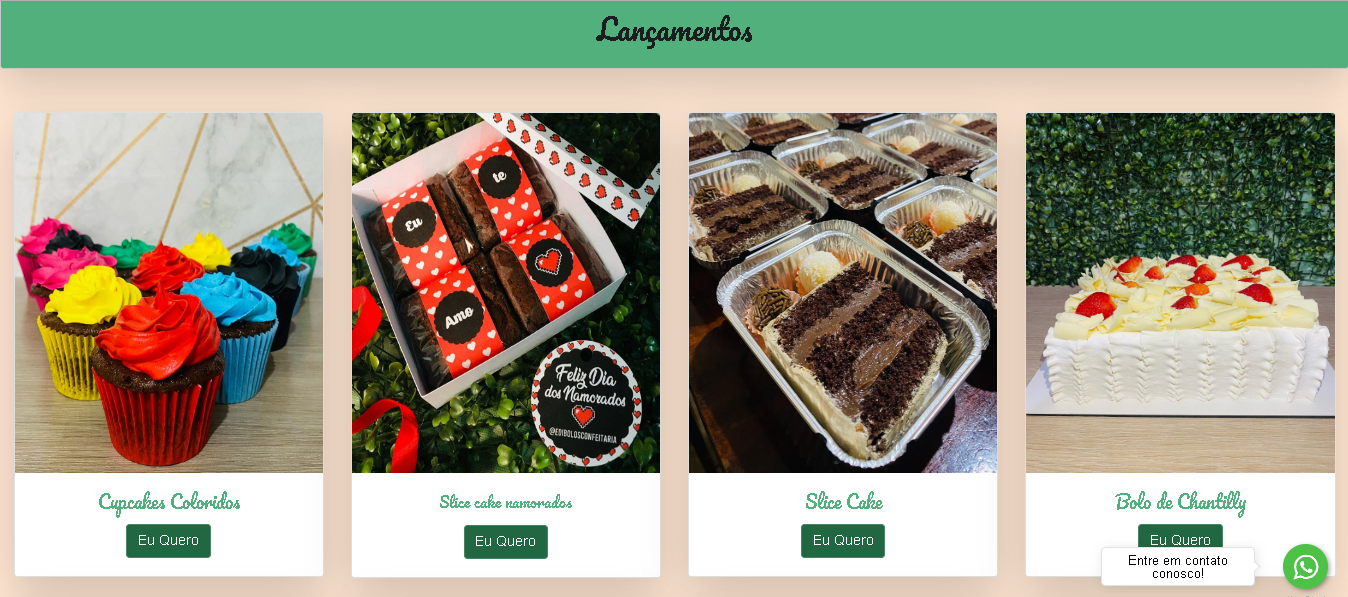 Lançamentos
Eu
te
Amo
Feliz Dia
dos Namorados
@EDIBOLOSCONFEITARIA
Cupcakes Coloridos
Slice cake namorados
Slice Cake
Bolo de Chantilly
Eu Quero
Eu Quero
Eu Quero
Eu Quero
Entre em contato
conosco!